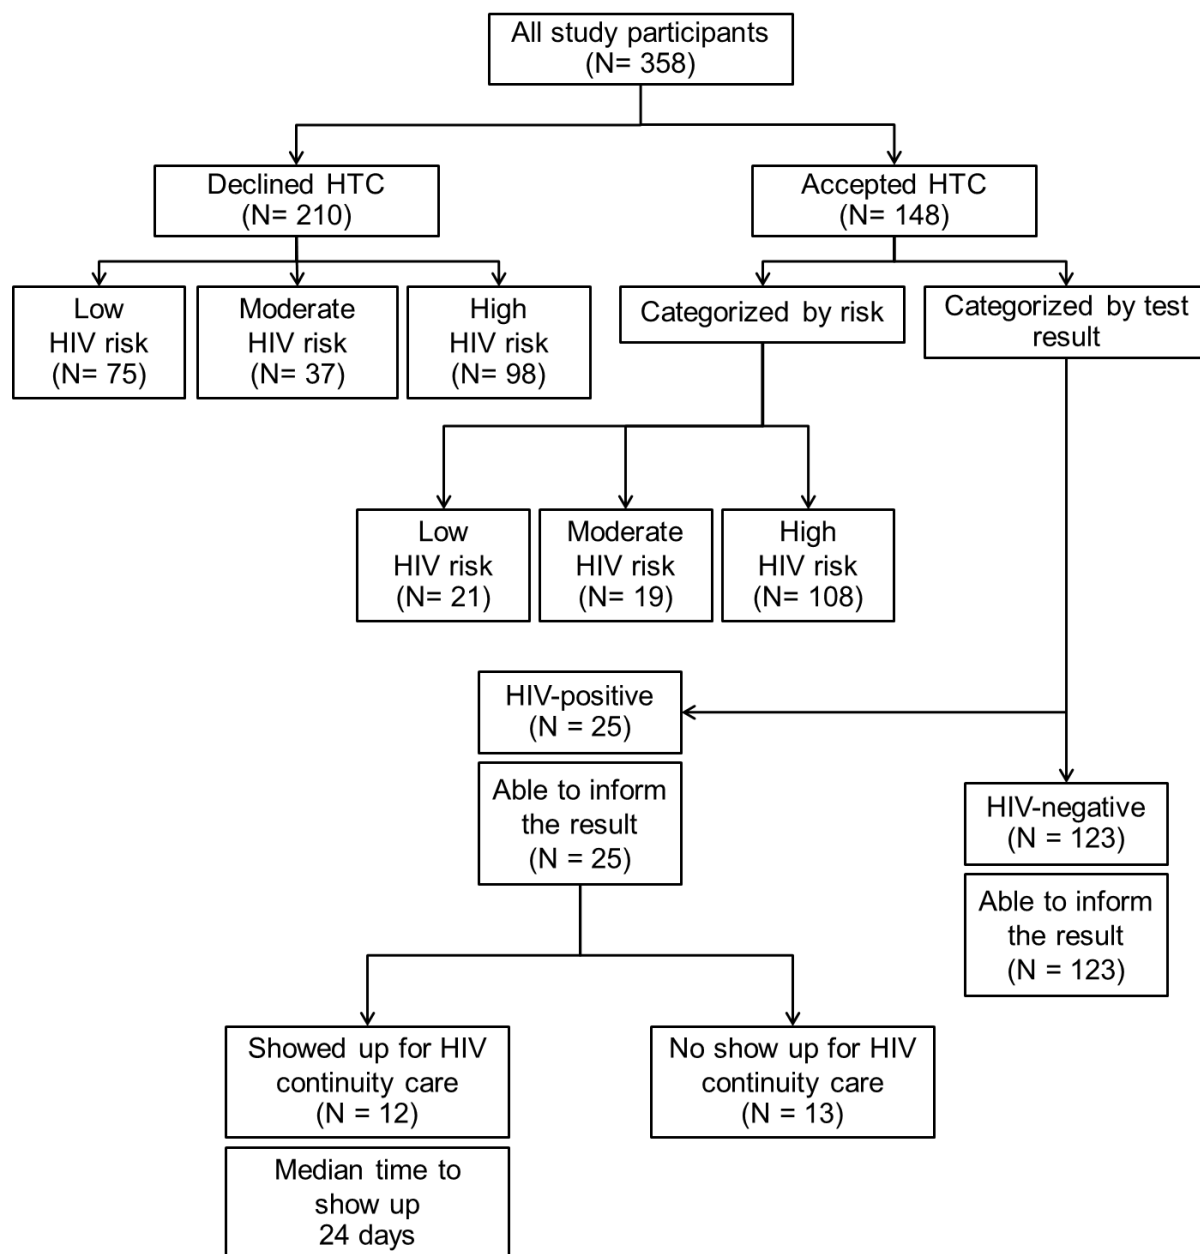 All study participants
(N= 358)
Declined HTC
(N= 210)
Accepted HTC
(N= 148)
Low
HIV risk
(N= 75)
Moderate
HIV risk
(N= 37)
High
HIV risk
(N= 98)
Categorized by risk
Categorized by test
result
Low
HIV risk
(N= 21)
Moderate
HIV risk
(N= 19)
High
HIV risk
(N= 108)
HIV-positive
(N = 25)
Able to inform
the result
(N = 25)
HIV-negative
(N = 123)
Able to inform
the result
(N = 123)
Showed up for HIV
continuity care
(N = 12)
No show up for HIV
continuity care
(N = 13)
Median time to
show up
24 days